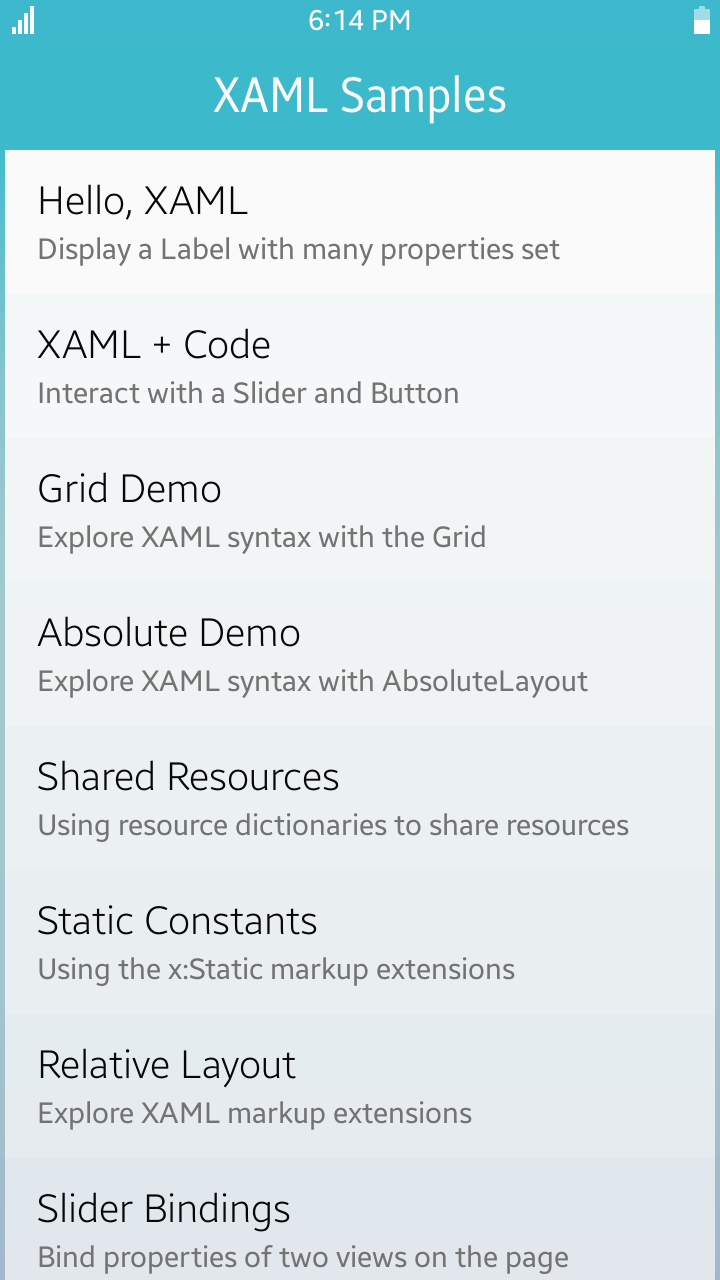 6:14 PM
XAML Samples
Hello, XAML
Display a Label with many properties set
XAML + Code
Interact with a Slider and Button
Grid Demo
Explore XAML syntax with the Grid
Absolute Demo
Explore XAML syntax with AbsoluteLayout
Shared Resources
Using resource dictionaries to share resources
Static Constants
Using the x:Static markup extensions
Relative Layout
Explore XAML markup extensions
Slider Bindings
Bind properties of two views on the page